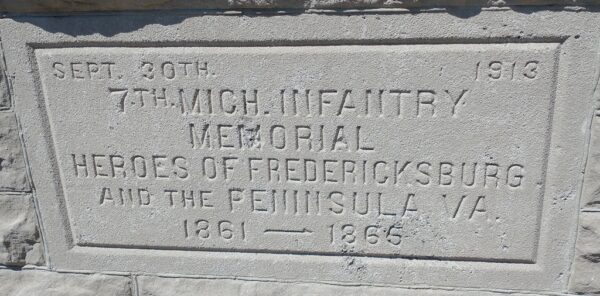 SEPT. 30TH. 1913
7TH. MICH. INFANTRY
MEMORIAL
HEROES OF FREDERICKSBURG
AND THE PENINSULA VA.
1861 — 1865